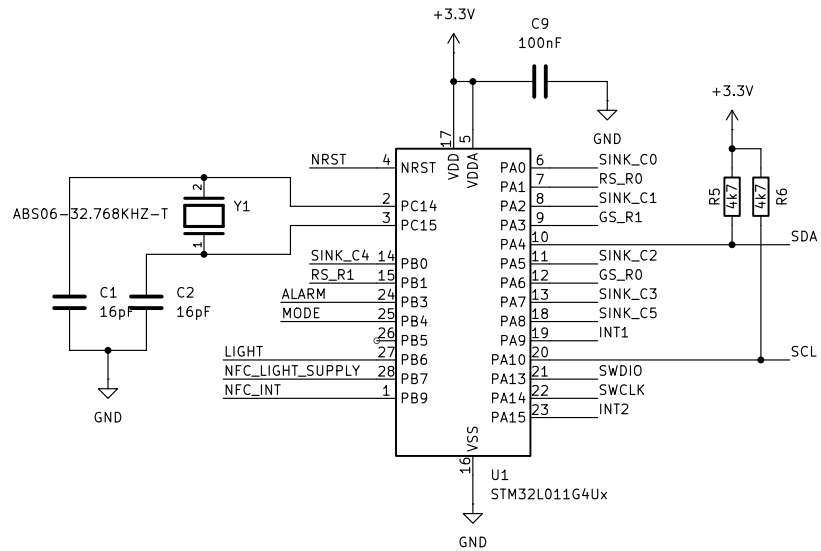 +3.3V
C9
100nF
GND
+3.3V
R5
4k7
4k7
R6
ABS06-32.768KHZ-T
2
1
Y1
C1
16pF
C2
16pF
GND
NRST 4 NRST
2 PC14
3 PC15
SINK_C4 14 PB0
RS_R1 15 PB1
ALARM 24 PB3
MODE 25 PB4
26 PB5
LIGHT 27 PB6
NFC_LIGHT_SUPPLY 28 PB7
NFC_INT 1 PB9
17 VDD
5 VDDA
PA0 6 SINK_C0
PA1 7 RS_R0
PA2 8 SINK_C1
PA3 9 GS_R1
PA4 10 SDA
PA5 11 SINK_C2
PA6 12 GS_R0
PA7 13 SINK_C3
PA8 18 SINK_C5
PA9 19 INT1
PA10 20 SCL
PA13 21 SWDIO
PA14 22 SWCLK
PA15 23 INT2
VSS 16
U1
STM32L011G4Ux
GND